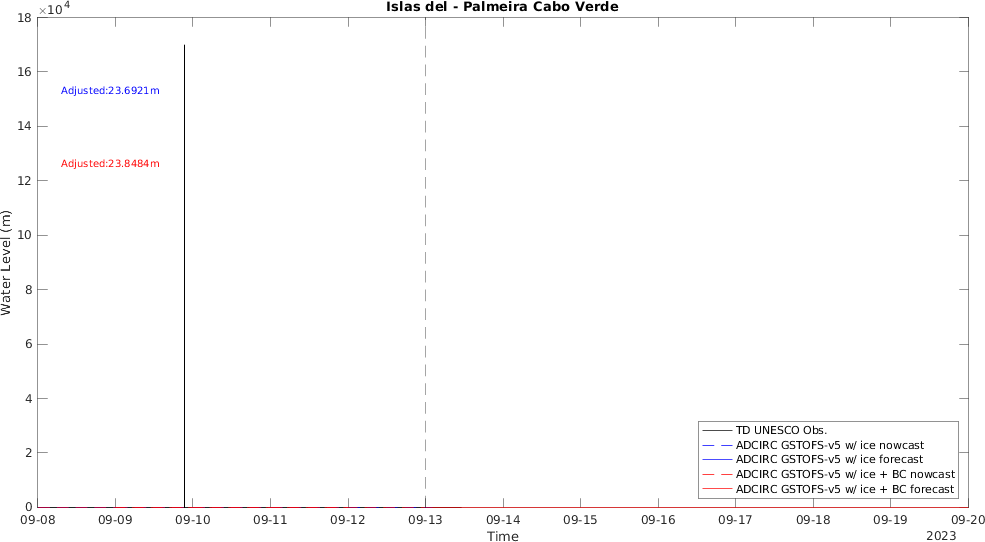 Islas del - Palmeira Cabo Verde
×10⁴
18
16
14
12
10
8
6
4
2
0
Water Level (m)
Adjusted:23.6921m
Adjusted:23.8484m
TD UNESCO Obs.
ADCIRC GSTOFS-v5 w/ ice nowcast
ADCIRC GSTOFS-v5 w/ ice forecast
ADCIRC GSTOFS-v5 w/ ice + BC nowcast
ADCIRC GSTOFS-v5 w/ ice + BC forecast
09-08 09-09 09-10 09-11 09-12 09-13 09-14 09-15 09-16 09-17 09-18 09-19 09-20
Time
2023